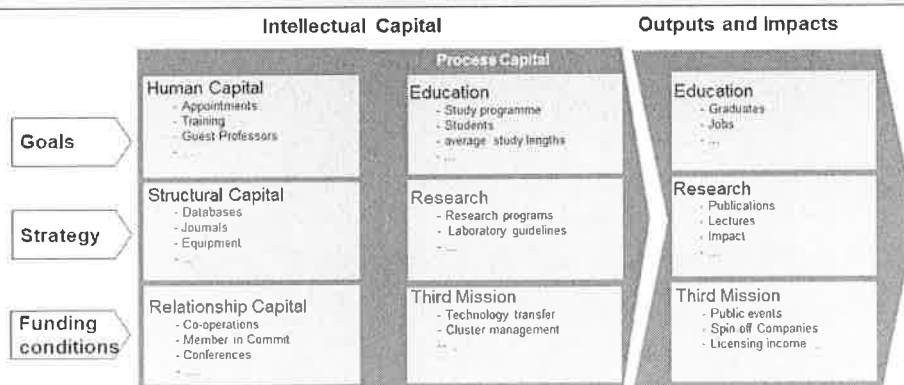 Intellectual Capital
Outputs and Impacts
Process Capital
Goals
Strategy
Funding
conditions
Human Capital
- Appointments
- Training
- Guest Professors
- ...
Structural Capital
- Databases
- Journals
- Equipment
- ...
Relationship Capital
- Co-operations
- Member in Commit
- Conferences
- ....
Education
- Study programme
- Students
- average study lengths
- ...
Research
- Research programs
- Laboratory guidelines
- ...
Third Mission
- Technology transfer
- Cluster management
- ...
Education
- Graduates
- Jobs
- ...
Research
- Publications
- Lectures
- Impact
- ...
Third Mission
- Public events
- Spin-off Companies
- Licensing income